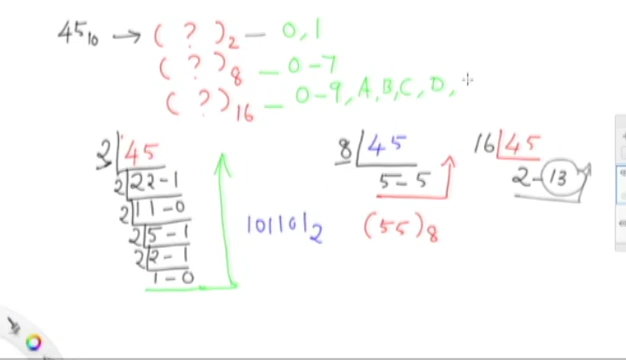 45₁₀ → ( ? )₂ — 0, 1
( ? )₈ — 0-7
( ? )₁₆ — 0-9, A, B, C, D,
2 | 45
2 | 22-1
2 | 11-0
2 | 5-1
2 | 2-1
1-0
101101₂
8 | 45
5-5
(55)₈
16 | 45
2-13